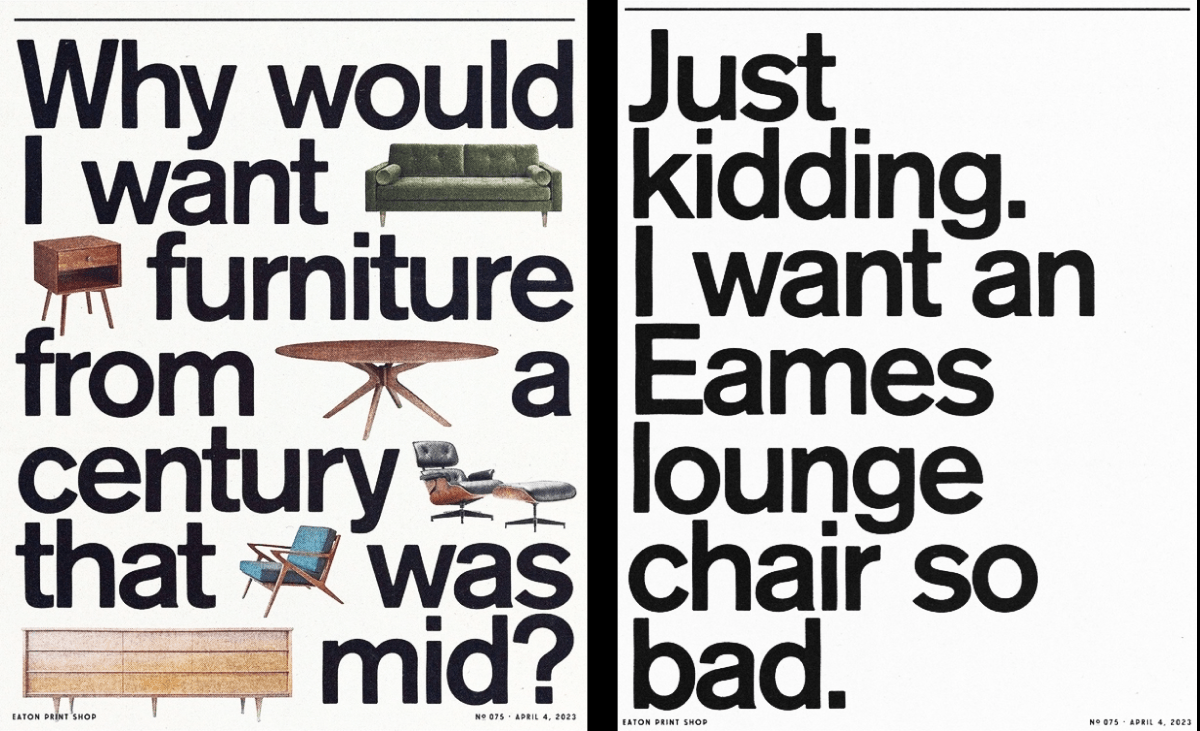 Why would
I want
furniture
from a
century
that was
mid?
EATON PRINT SHOP
Nº 075 · APRIL 4, 2023
Just
kidding.
I want an
Eames
lounge
chair so
bad.
EATON PRINT SHOP
Nº 075 · APRIL 4, 2023